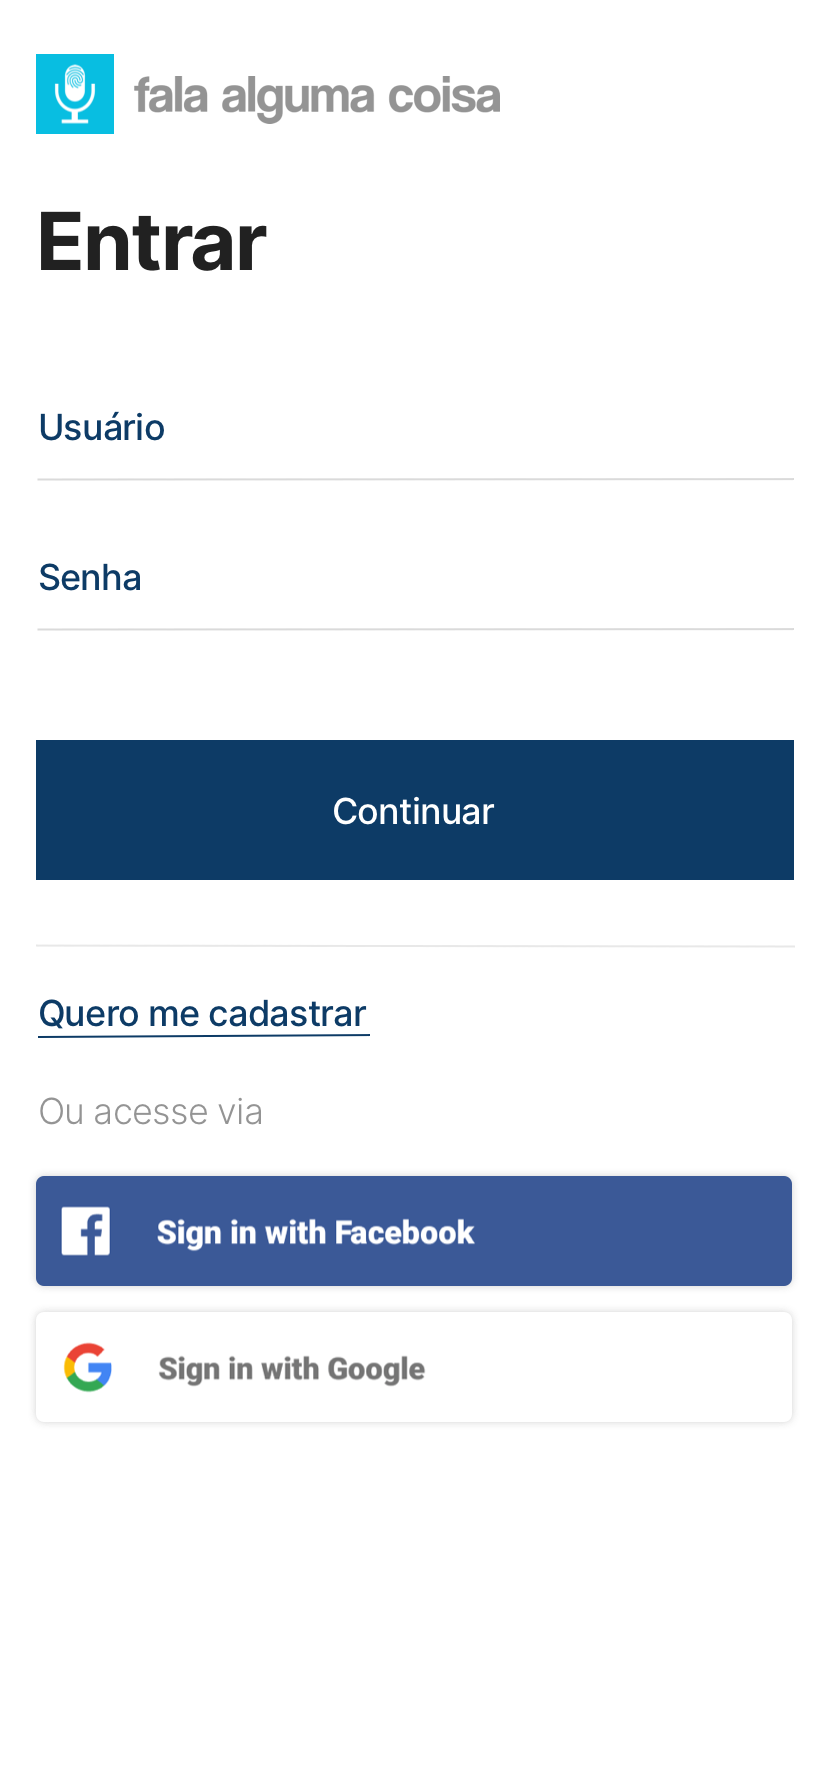 fala alguma coisa
Entrar
Usuário
Senha
Continuar
Quero me cadastrar
Ou acesse via
Sign in with Facebook
Sign in with Google